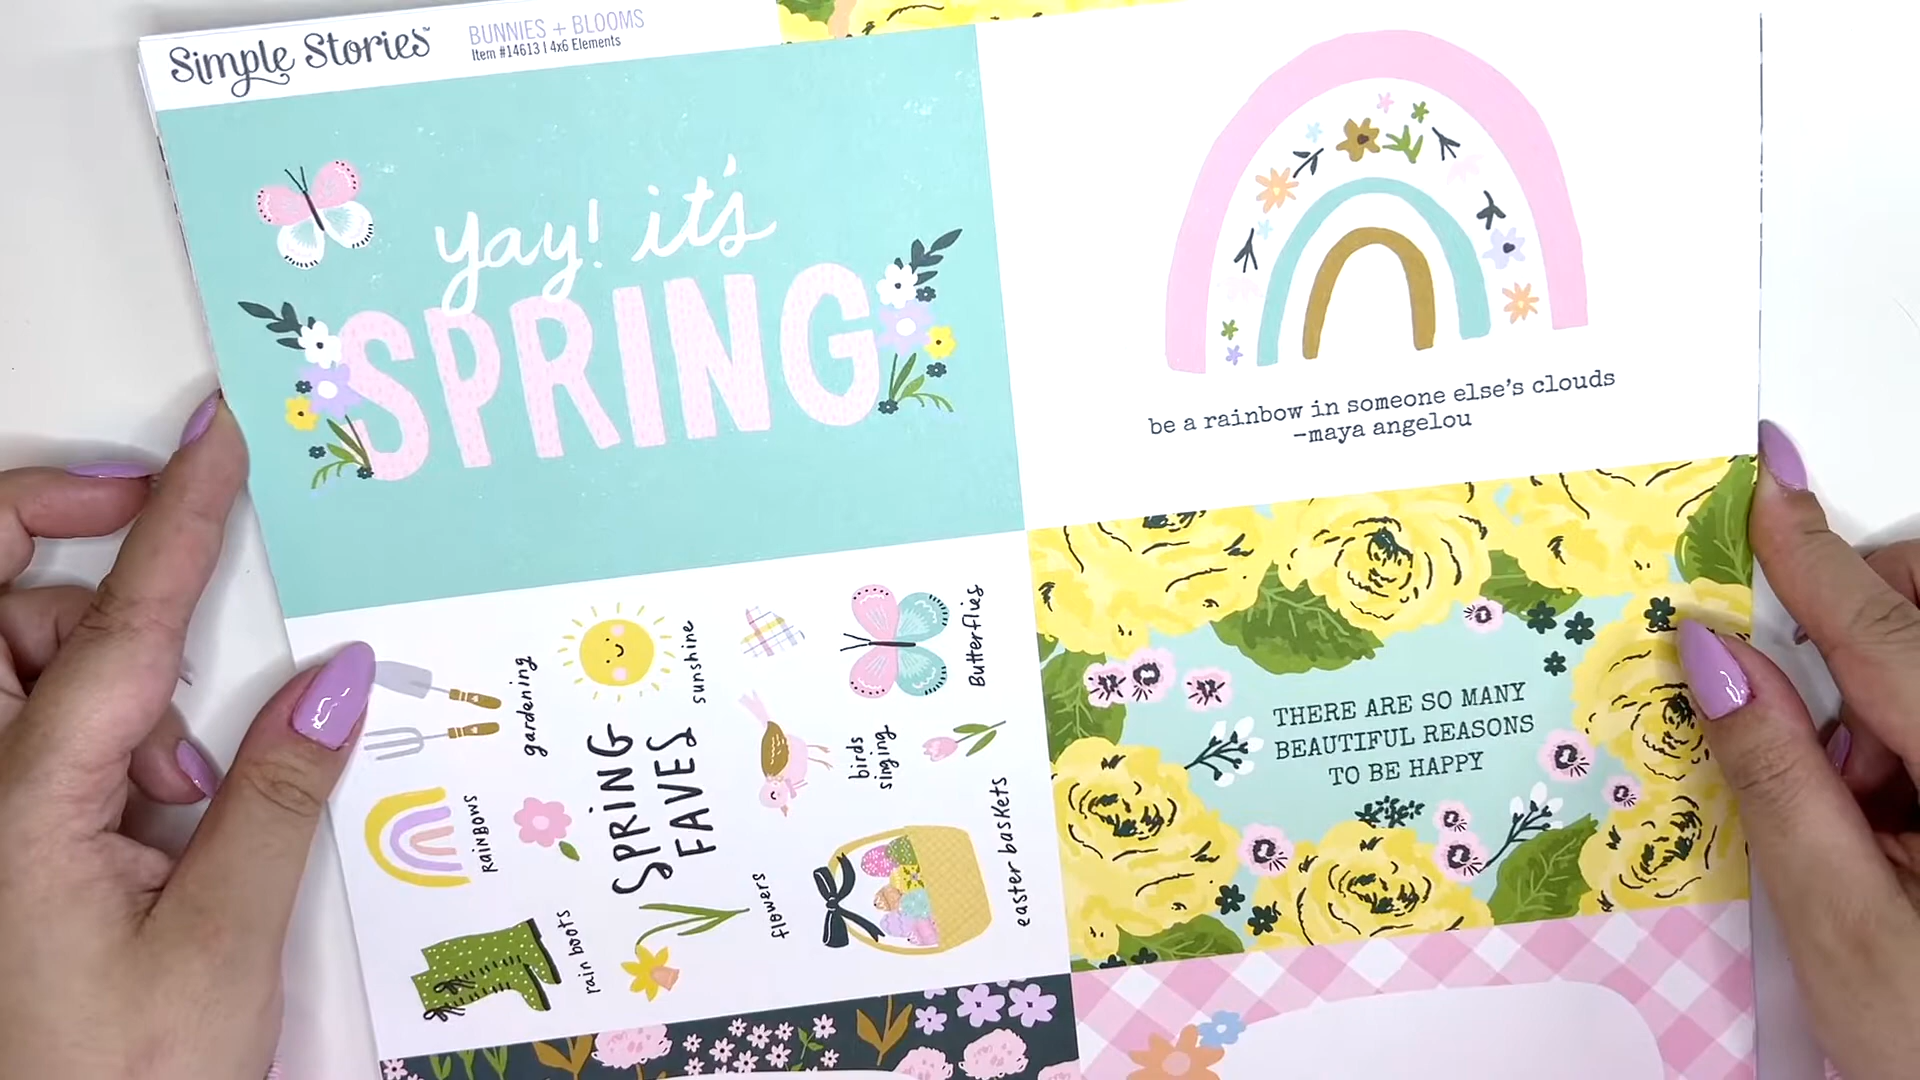 Simple Stories™
BUNNIES + BLOOMS
Item #14613 | 4x6 Elements
yay! it's
SPRING
be a rainbow in someone else's clouds
-maya angelou
THERE ARE SO MANY
BEAUTIFUL REASONS
TO BE HAPPY
SPRING
FAVES
gardening
sunshine
Butterflies
RAINBOWS
birds
singing
rain boots
flowers
easter baskets